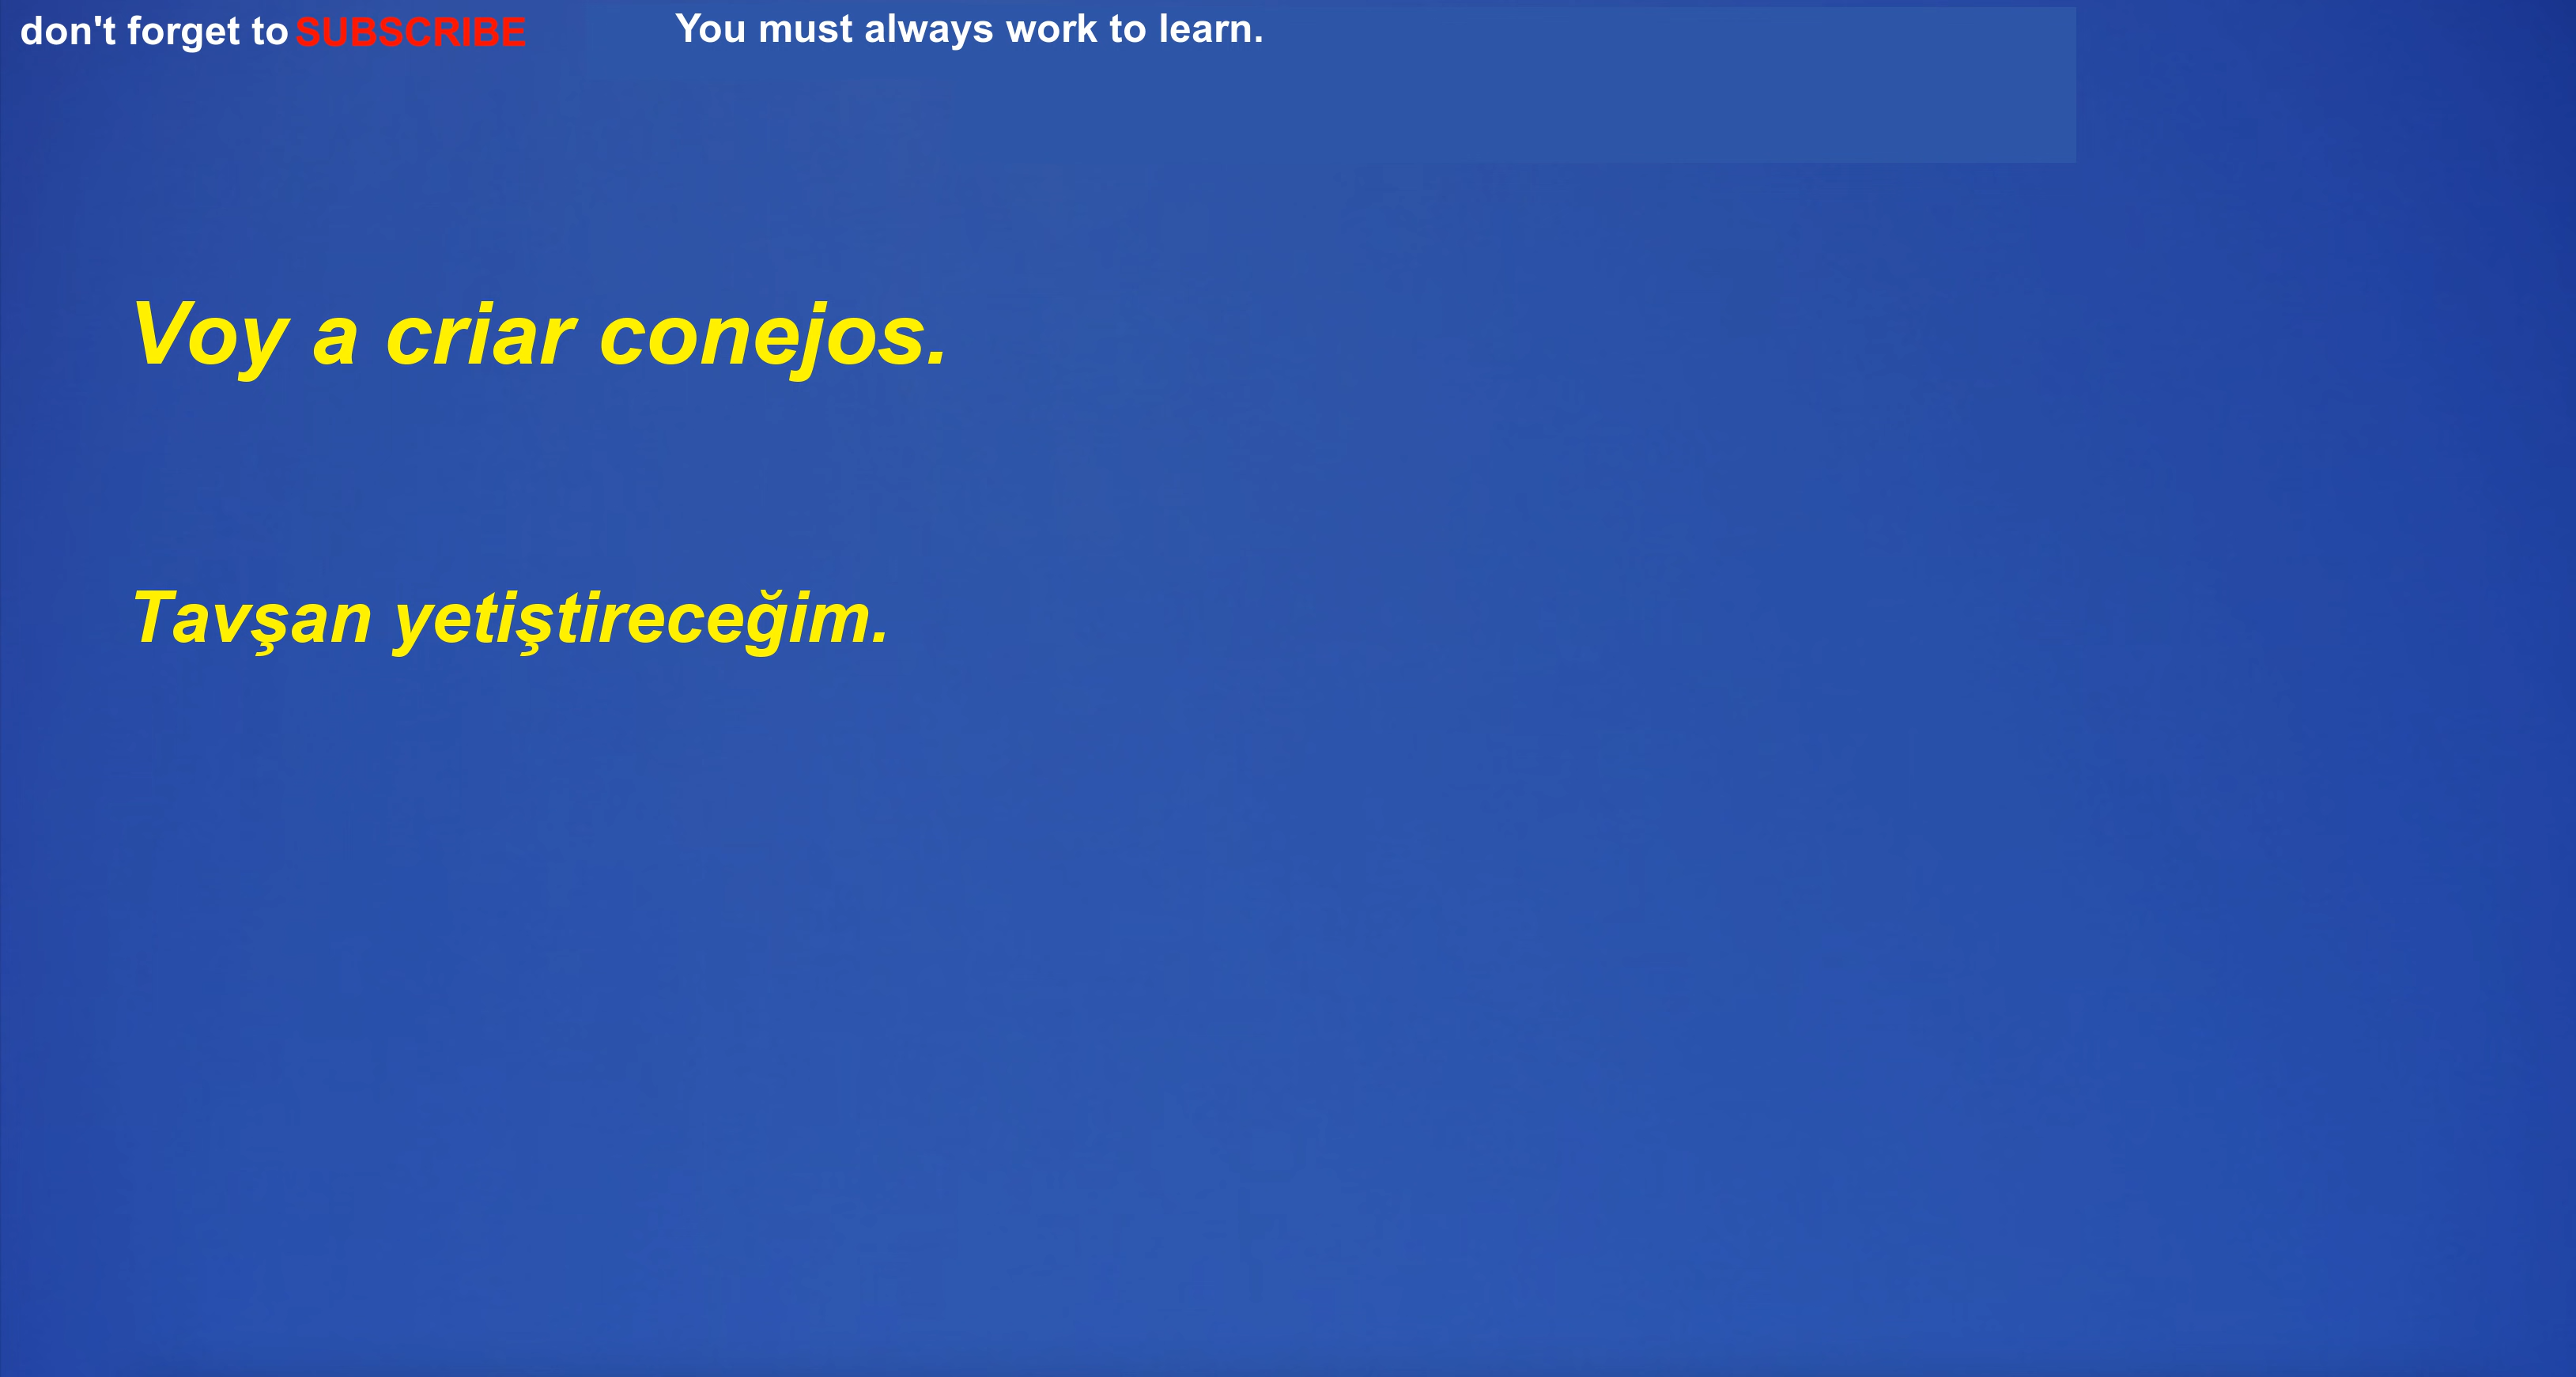 don't forget to SUBSCRIBE You must always work to learn.
Voy a criar conejos.
Tavşan yetiştireceğim.